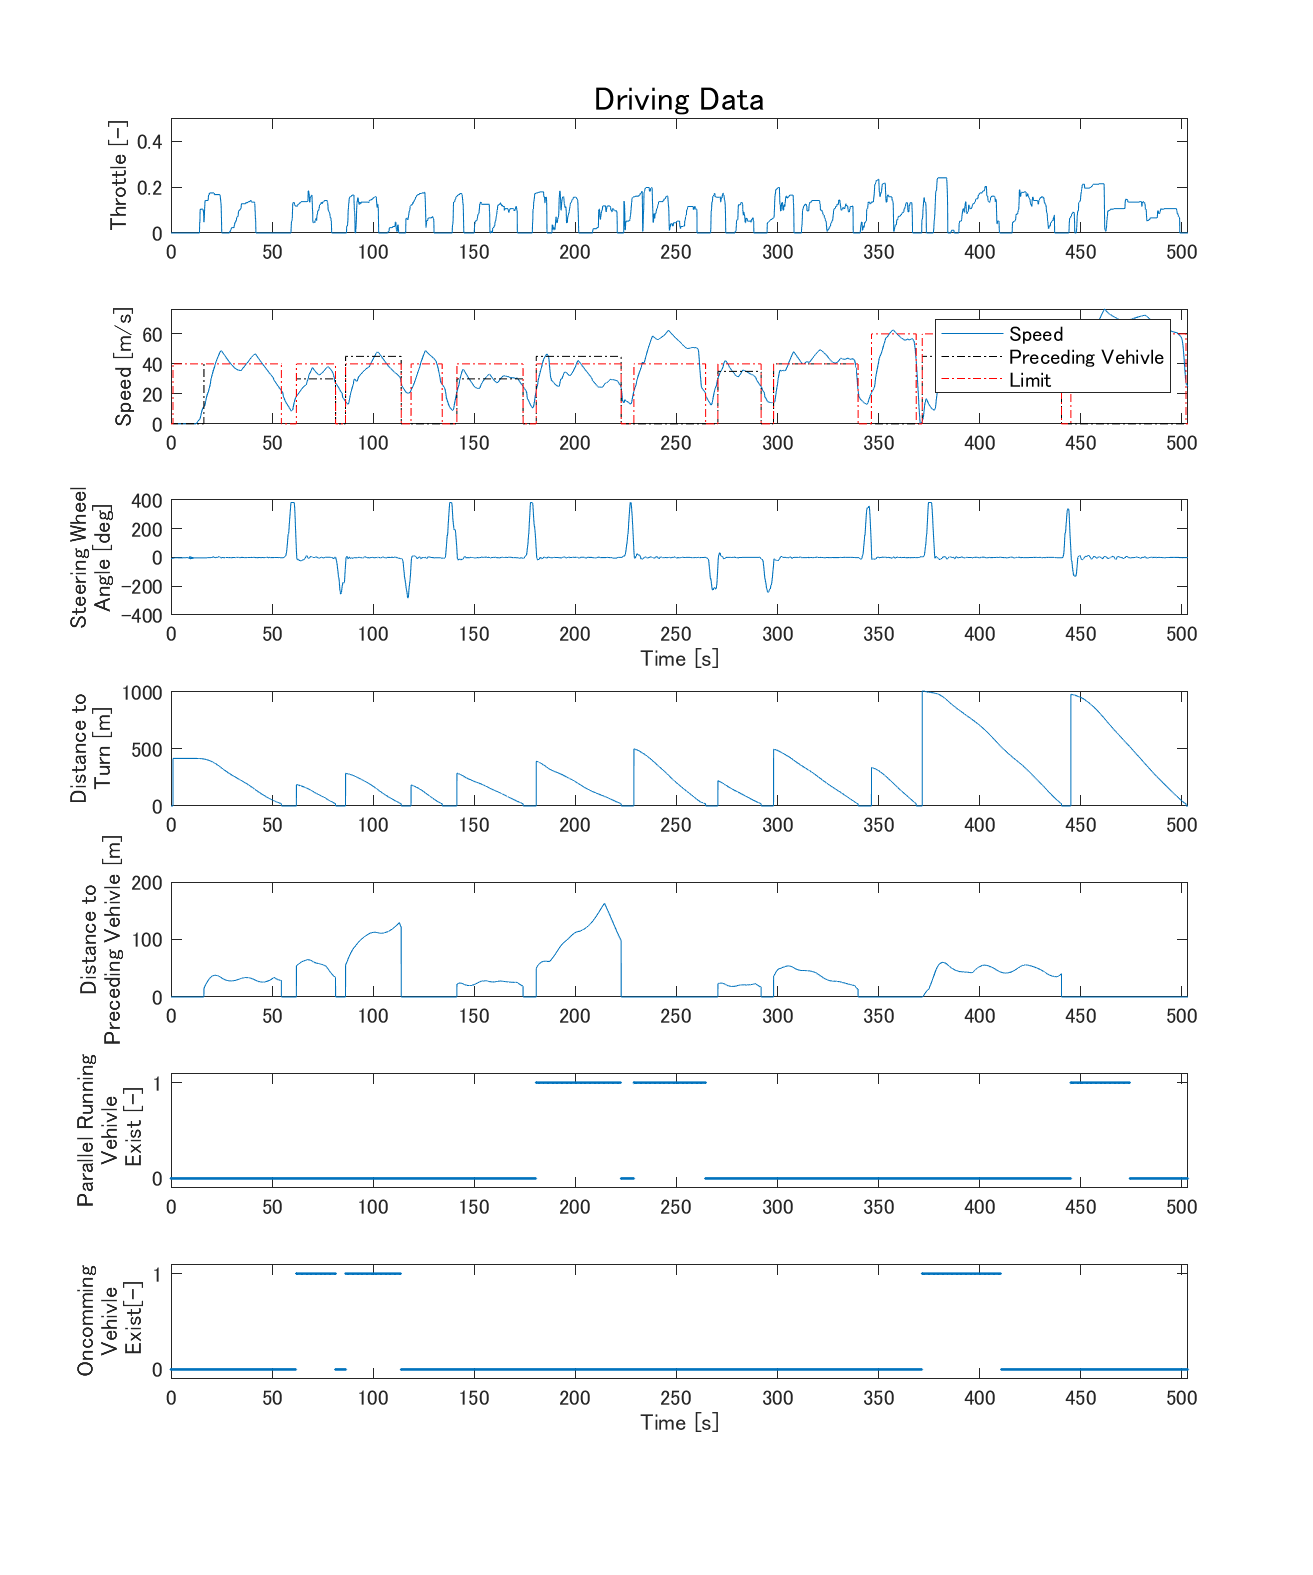 Driving Data
Throttle [-]
0.4
0.2
0
0 50 100 150 200 250 300 350 400 450 500
Speed [m/s]
60
40
20
0
Speed
Preceding Vehivle
Limit
0 50 100 150 200 250 300 350 400 450 500
Steering Wheel
Angle [deg]
400
200
0
-200
-400
0 50 100 150 200 250 300 350 400 450 500
Time [s]
Distance to
Turn [m]
1000
500
0
0 50 100 150 200 250 300 350 400 450 500
Distance to
Preceding Vehivle [m]
200
100
0
0 50 100 150 200 250 300 350 400 450 500
Parallel Running
Vehivle
Exist [-]
1
0
0 50 100 150 200 250 300 350 400 450 500
Oncomming
Vehivle
Exist[-]
1
0
0 50 100 150 200 250 300 350 400 450 500
Time [s]